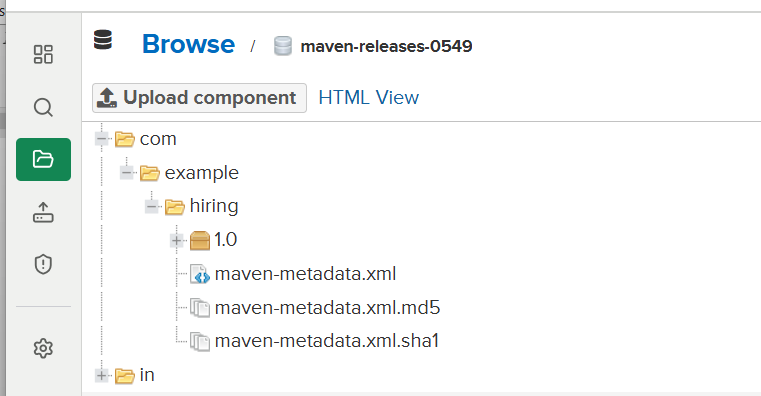 Browse / maven-releases-0549
Upload component HTML View
com
example
hiring
1.0
maven-metadata.xml
maven-metadata.xml.md5
maven-metadata.xml.sha1
in